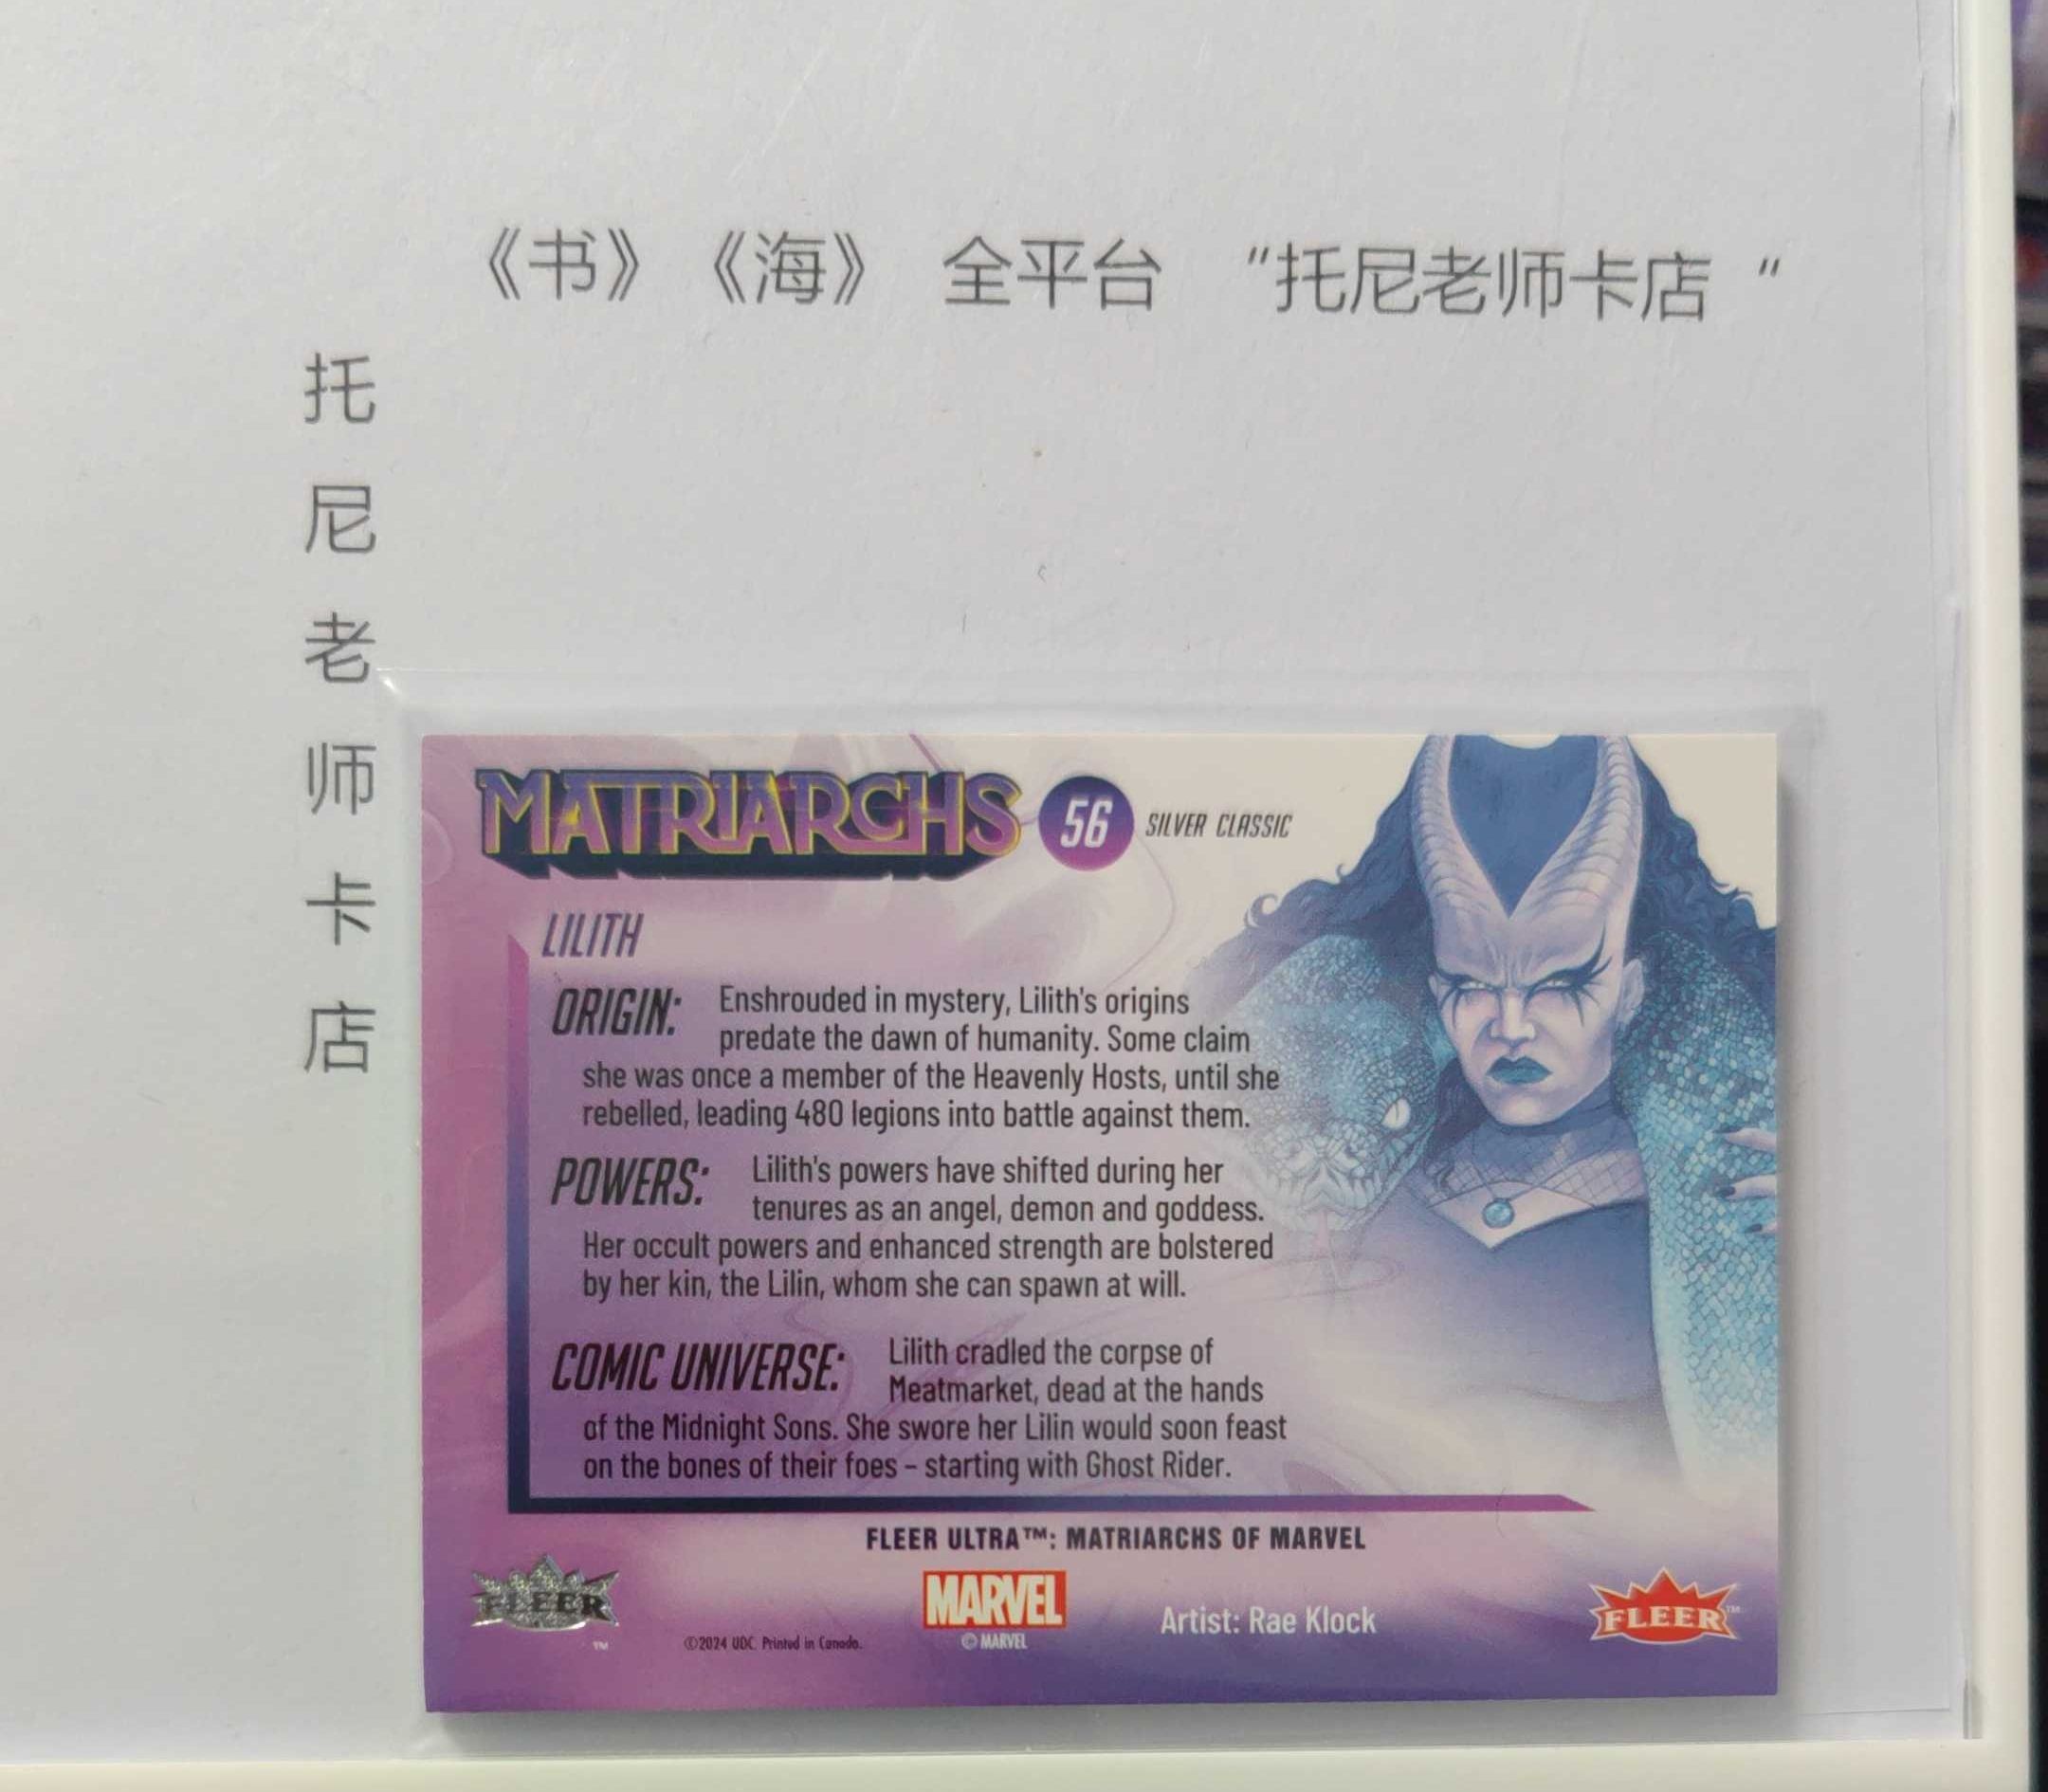 《书》《海》 全平台 "托尼老师卡店"
托
尼
老
师
卡
店
MATRIARCHS 56 SILVER CLASSIC
LILITH
ORIGIN: Enshrouded in mystery, Lilith's origins
predate the dawn of humanity. Some claim
she was once a member of the Heavenly Hosts, until she
rebelled, leading 480 legions into battle against them.
POWERS: Lilith's powers have shifted during her
tenures as an angel, demon and goddess.
Her occult powers and enhanced strength are bolstered
by her kin, the Lilin, whom she can spawn at will.
COMIC UNIVERSE: Lilith cradled the corpse of
Meatmarket, dead at the hands
of the Midnight Sons. She swore her Lilin would soon feast
on the bones of their foes – starting with Ghost Rider.
FLEER ULTRA™: MATRIARCHS OF MARVEL
FLEER™
©2024 UDC. Printed in Canada.
MARVEL
© MARVEL
Artist: Rae Klock
FLEER™